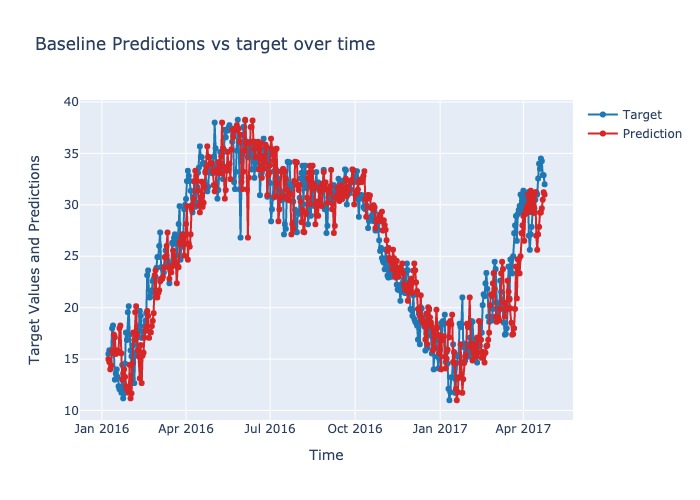 Baseline Predictions vs target over time
Target
Prediction
Target Values and Predictions
40
35
30
25
20
15
10
Jan 2016
Apr 2016
Jul 2016
Oct 2016
Jan 2017
Apr 2017
Time